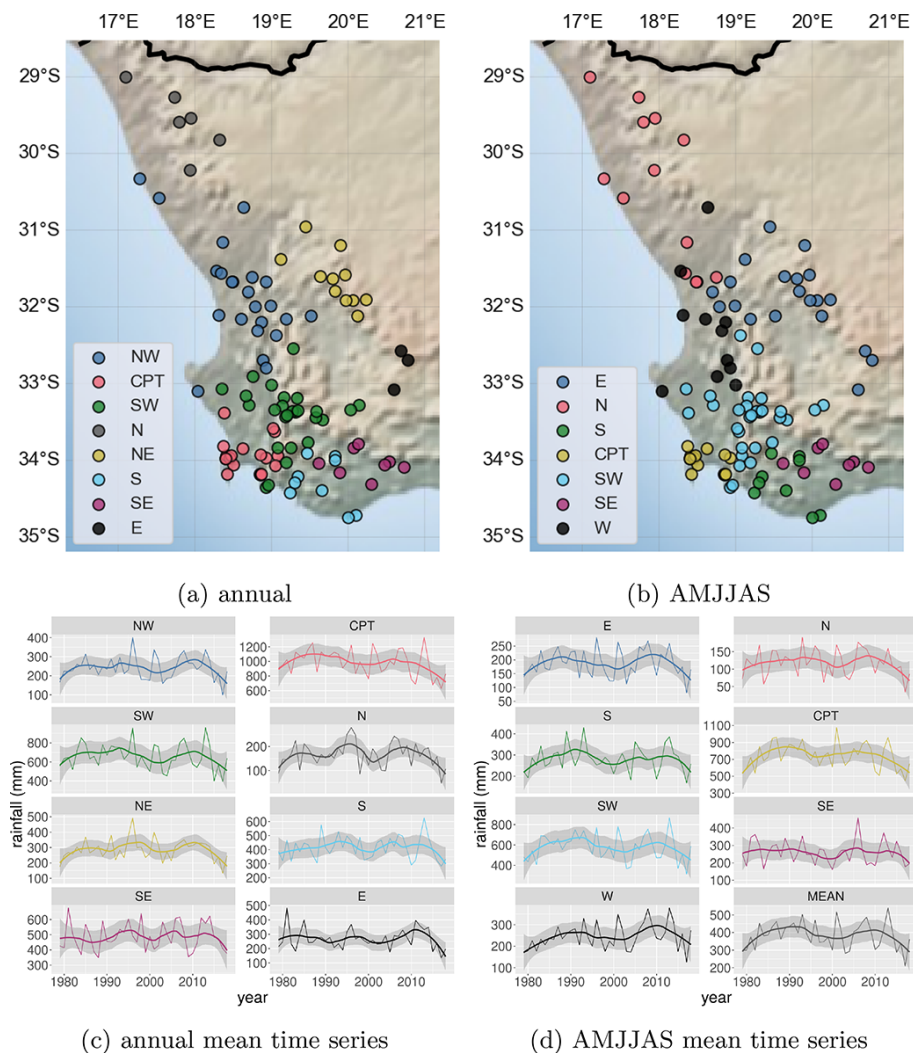 17°E 18°E 19°E 20°E 21°E
29°S
30°S
31°S
32°S
33°S
34°S
35°S
NW
CPT
SW
N
NE
S
SE
E
(a) annual
17°E 18°E 19°E 20°E 21°E
29°S
30°S
31°S
32°S
33°S
34°S
35°S
E
N
S
CPT
SW
SE
W
(b) AMJJAS
rainfall (mm)
NW
400
300
200
100
CPT
1200
1000
800
600
SW
800
600
400
N
200
100
NE
500
400
300
200
100
S
600
500
400
300
200
SE
600
500
400
300
E
500
400
300
200
100
1980 1990 2000 2010
1980 1990 2000 2010
year
(c) annual mean time series
rainfall (mm)
E
250
200
150
100
50
N
150
100
50
S
400
300
200
CPT
1100
900
700
500
300
SW
800
600
400
SE
400
300
200
100
W
300
200
100
MEAN
500
400
300
200
1980 1990 2000 2010
1980 1990 2000 2010
year
(d) AMJJAS mean time series